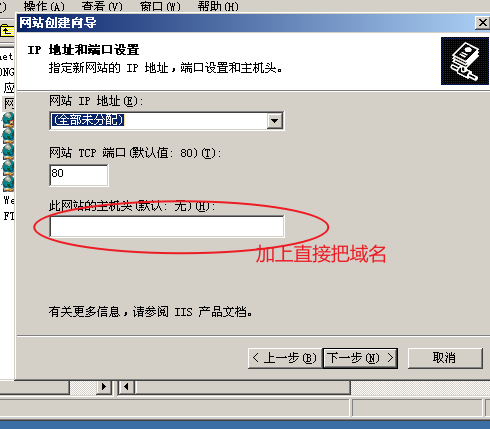 操作(A) 查看(V) 窗口(W) 帮助(H)
网站创建向导
IP 地址和端口设置
指定新网站的 IP 地址，端口设置和主机头。
网站 IP 地址(E):
(全部未分配)
网站 TCP 端口(默认值: 80)(T):
80
此网站的主机头(默认: 无)(H):
加上直接把域名
有关更多信息，请参阅 IIS 产品文档。
< 上一步(B) 下一步(N) > 取消